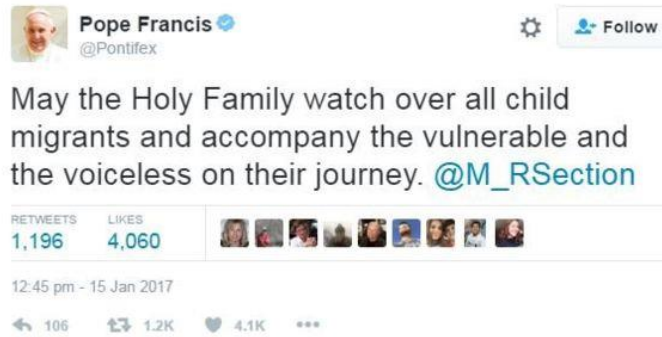 Pope Francis
Follow
@Pontifex
May the Holy Family watch over all child
migrants and accompany the vulnerable and
the voiceless on their journey. @M_RSection
RETWEETS LIKES
1,196 4,060
12:45 pm - 15 Jan 2017
106 1.2K 4.1K